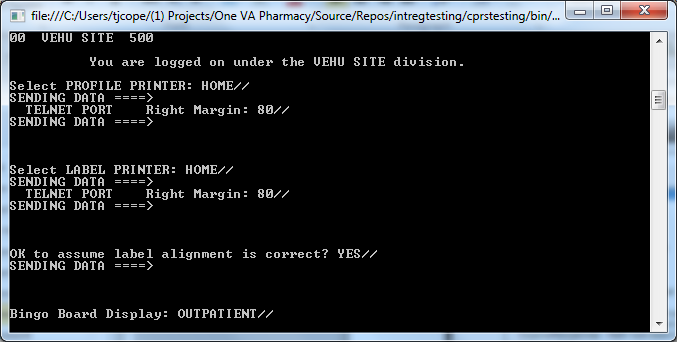 file:///C:/Users/tjcope/(1) Projects/One VA Pharmacy/Source/Repos/intregtesting/cprstesting/bin/...
00  VEHU SITE  500
You are logged on under the VEHU SITE division.
Select PROFILE PRINTER: HOME//
SENDING DATA ====>
TELNET PORT    Right Margin: 80//
SENDING DATA ====>
Select LABEL PRINTER: HOME//
SENDING DATA ====>
TELNET PORT    Right Margin: 80//
SENDING DATA ====>
OK to assume label alignment is correct? YES//
SENDING DATA ====>
Bingo Board Display: OUTPATIENT//